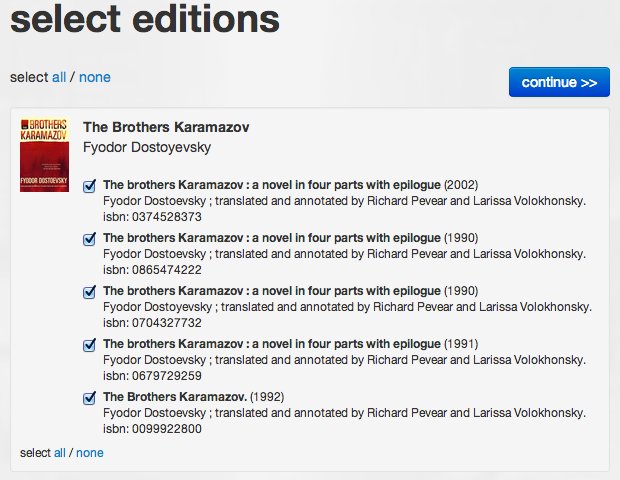 select editions
select all / none
continue >>
BROTHERS
KARAMAZOV
FYODOR DOSTOEVSKY
The Brothers Karamazov
Fyodor Dostoyevsky
The brothers Karamazov : a novel in four parts with epilogue (2002)
Fyodor Dostoevsky ; translated and annotated by Richard Pevear and Larissa Volokhonsky.
isbn: 0374528373
The brothers Karamazov : a novel in four parts with epilogue (1990)
Fyodor Dostoevsky ; translated and annotated by Richard Pevear and Larissa Volokhonsky.
isbn: 0865474222
The brothers Karamazov : a novel in four parts with epilogue (1990)
Fyodor Dostoyevsky ; translated and annotated by Richard Pevear and Larissa Volokhonsky.
isbn: 0704327732
The brothers Karamazov : a novel in four parts with epilogue (1991)
Fyodor Dostoevsky ; translated and annotated by Richard Pevear and Larissa Volokhonsky.
isbn: 0679729259
The Brothers Karamazov. (1992)
Fyodor Dostoevsky ; translated and annotated by Richard Pevear and Larissa Volokhonsky.
isbn: 0099922800
select all / none